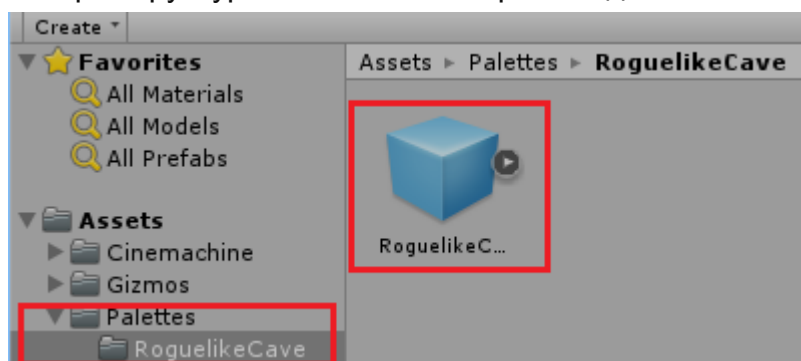 Create
Favorites
All Materials
All Models
All Prefabs
Assets
Cinemachine
Gizmos
Palettes
RoguelikeCave
Assets ▸ Palettes ▸ RoguelikeCave
RoguelikeC...